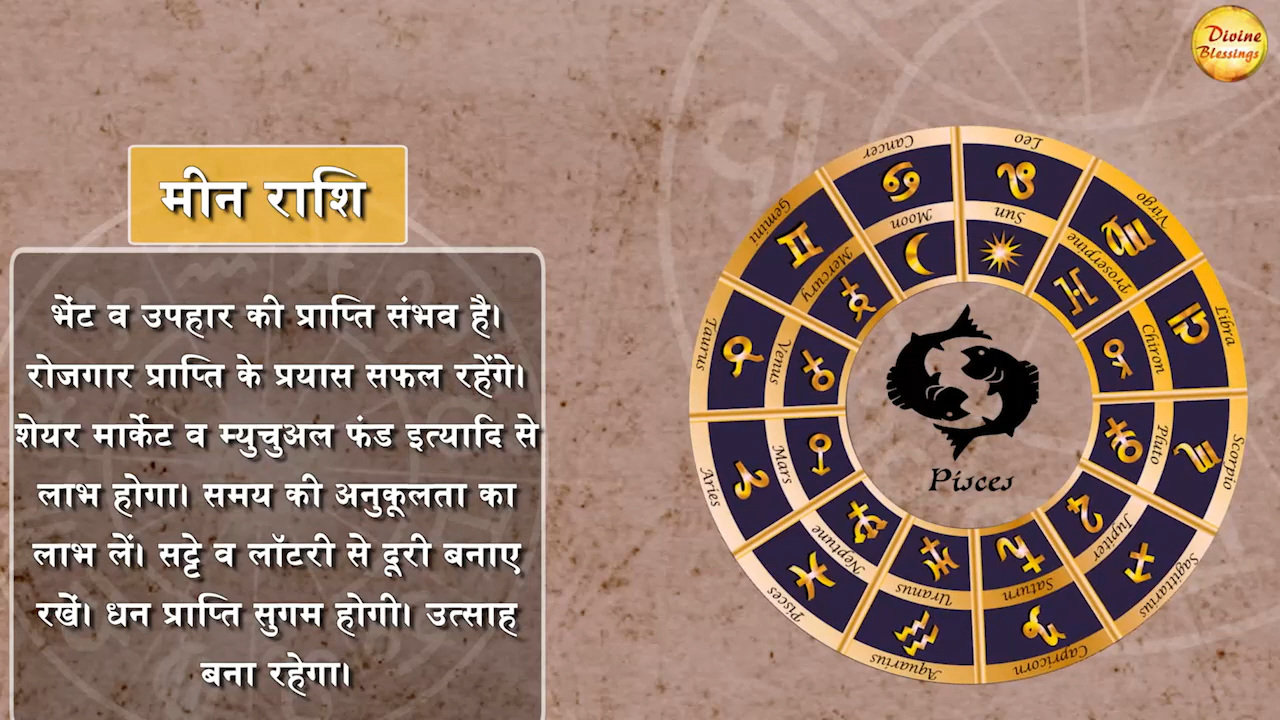 Divine
Blessings
मीन राशि
भेंट व उपहार की प्राप्ति संभव है।
रोजगार प्राप्ति के प्रयास सफल रहेंगे।
शेयर मार्केट व म्युचुअल फंड इत्यादि से
लाभ होगा। समय की अनुकूलता का
लाभ लें। सट्टे व लॉटरी से दूरी बनाए
रखें। धन प्राप्ति सुगम होगी। उत्साह
बना रहेगा।
Cancer
Leo
Virgo
Libra
Scorpio
Sagittarius
Capricorn
Aquarius
Pisces
Aries
Taurus
Gemini
Moon
Sun
Proserpine
Chiron
Pluto
Jupiter
Saturn
Uranus
Neptune
Mars
Venus
Mercury
Pisces